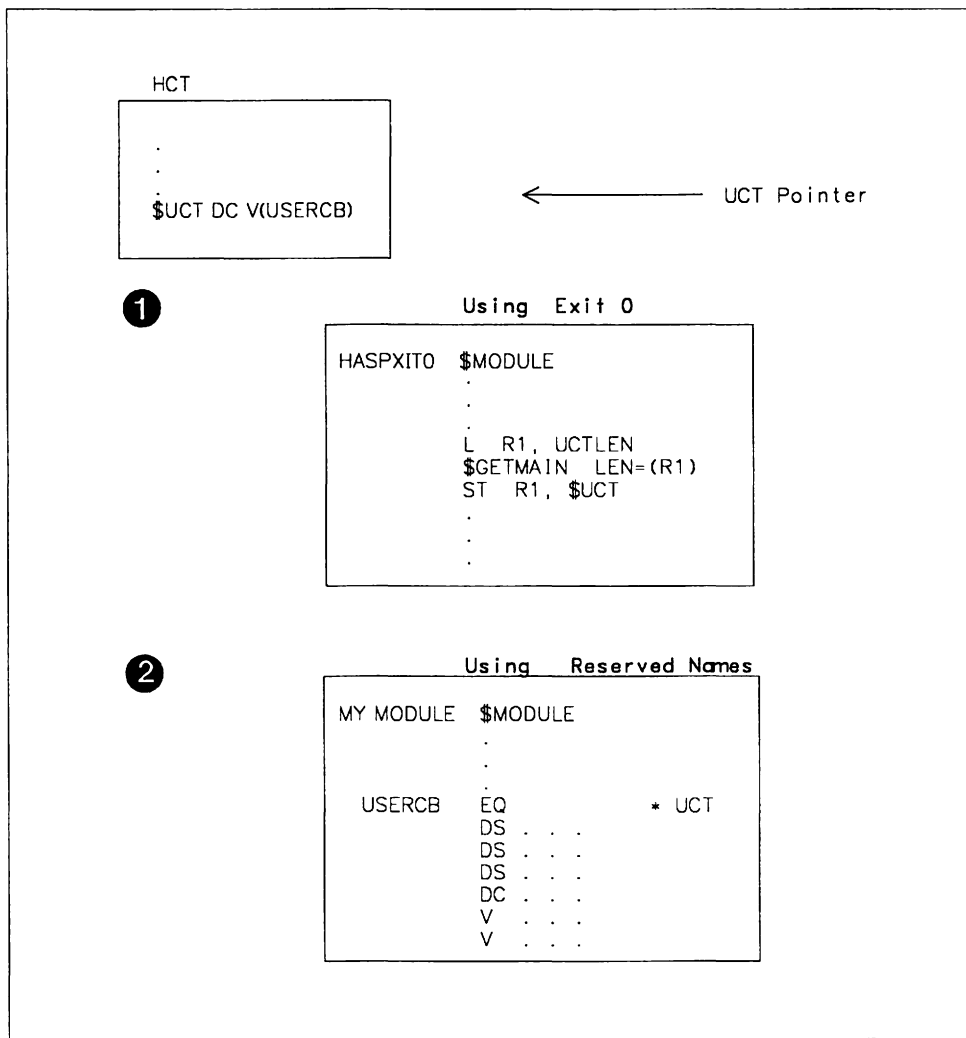 HCT
.
.
.
$UCT DC V(USERCB)
UCT Pointer
1
Using Exit 0
HASPXIT0 $MODULE
.
.
.
L R1, UCTLEN
$GETMAIN LEN=(R1)
ST R1, $UCT
.
.
.
2
Using Reserved Names
MY MODULE $MODULE
.
.
.
USERCB EQ * UCT
DS . . .
DS . . .
DS . . .
DC . . .
V . . .
V . . .